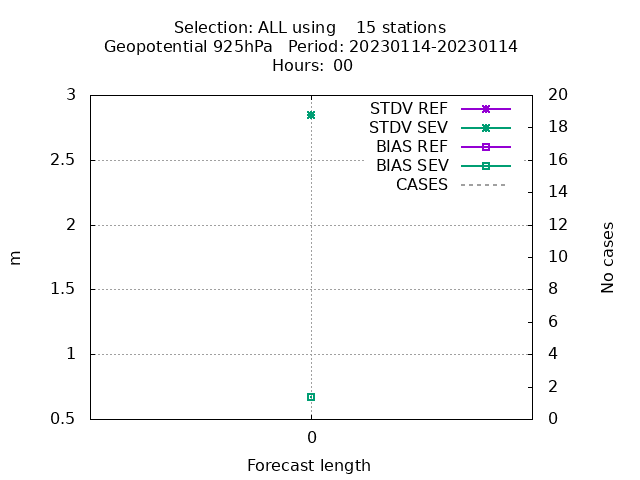 Selection: ALL using    15 stations
Geopotential 925hPa   Period: 20230114-20230114
Hours:  00
3
2.5
2
1.5
1
0.5
m
20
18
16
14
12
10
8
6
4
2
0
No cases
STDV REF
STDV SEV
BIAS REF
BIAS SEV
CASES
0
Forecast length